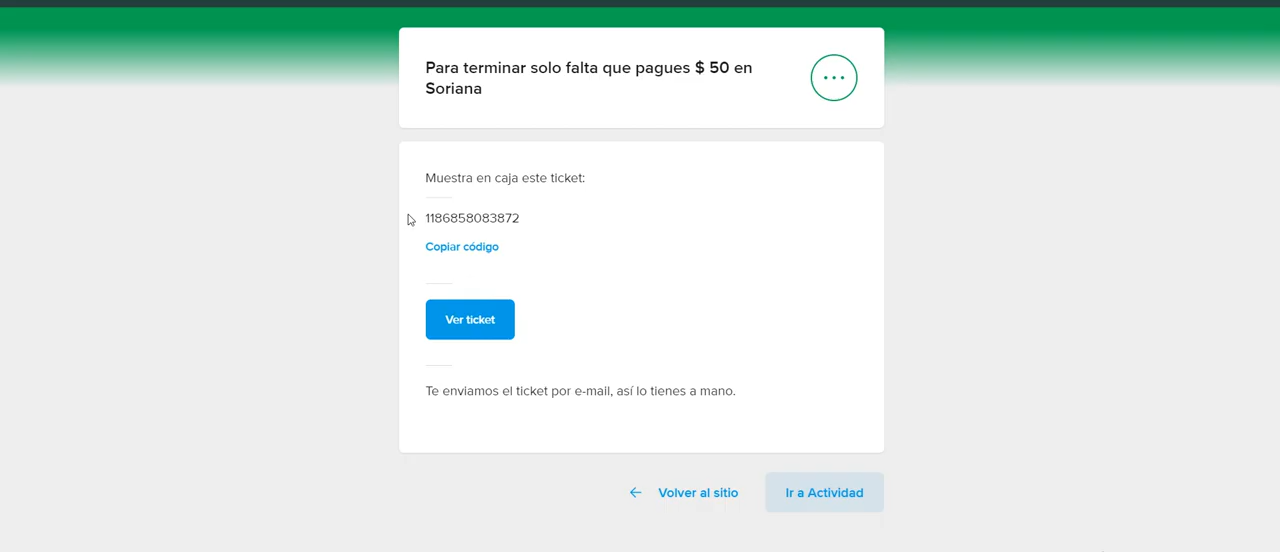 Para terminar solo falta que pagues $ 50 en
Soriana
Muestra en caja este ticket:
1186858083872
Copiar código
Ver ticket
Te enviamos el ticket por e-mail, así lo tienes a mano.
Volver al sitio
Ir a Actividad